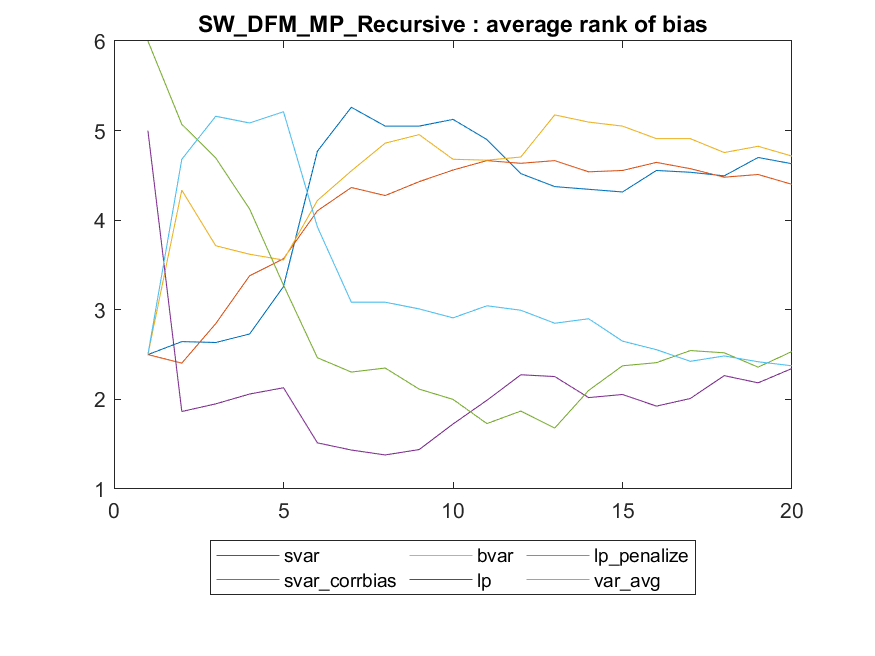 SW_DFM_MP_Recursive : average rank of bias
6
5
4
3
2
1
0 5 10 15 20
svar bvar lp_penalize
svar_corrbias lp var_avg